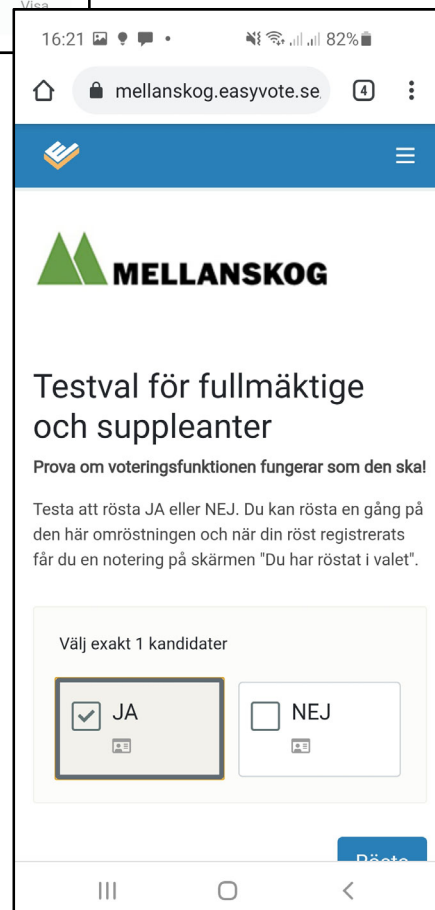 Visa
16:21 82%
mellanskog.easyvote.se 4
MELLANSKOG
Testval för fullmäktige
och suppleanter
Prova om voteringsfunktionen fungerar som den ska!
Testa att rösta JA eller NEJ. Du kan rösta en gång på
den här omröstningen och när din röst registrerats
får du en notering på skärmen "Du har röstat i valet".
Välj exakt 1 kandidater
JA NEJ